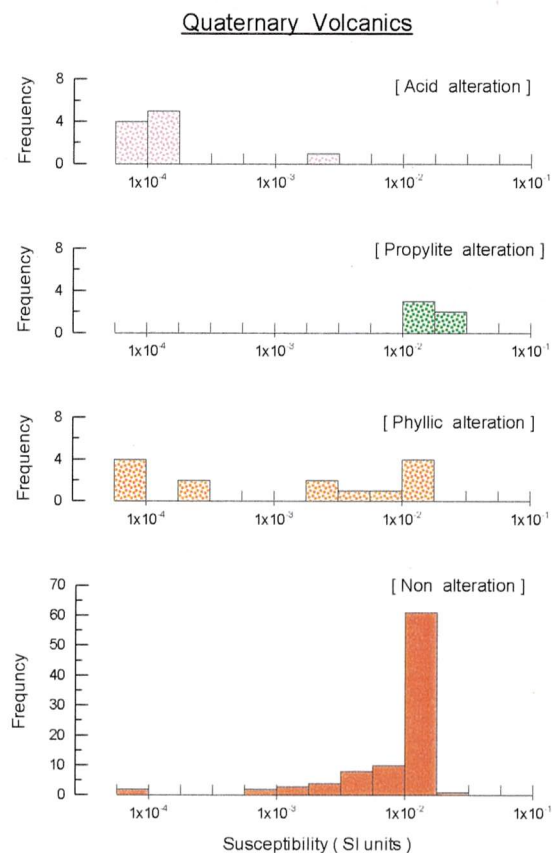 Quaternary Volcanics
[ Acid alteration ]
Frequency
8
4
0
1x10⁻⁴ 1x10⁻³ 1x10⁻² 1x10⁻¹
[ Propylite alteration ]
Frequency
8
4
0
1x10⁻⁴ 1x10⁻³ 1x10⁻² 1x10⁻¹
[ Phyllic alteration ]
Frequency
8
4
0
1x10⁻⁴ 1x10⁻³ 1x10⁻² 1x10⁻¹
[ Non alteration ]
Frequncy
70
60
50
40
30
20
10
0
1x10⁻⁴ 1x10⁻³ 1x10⁻² 1x10⁻¹
Susceptibility ( SI units )